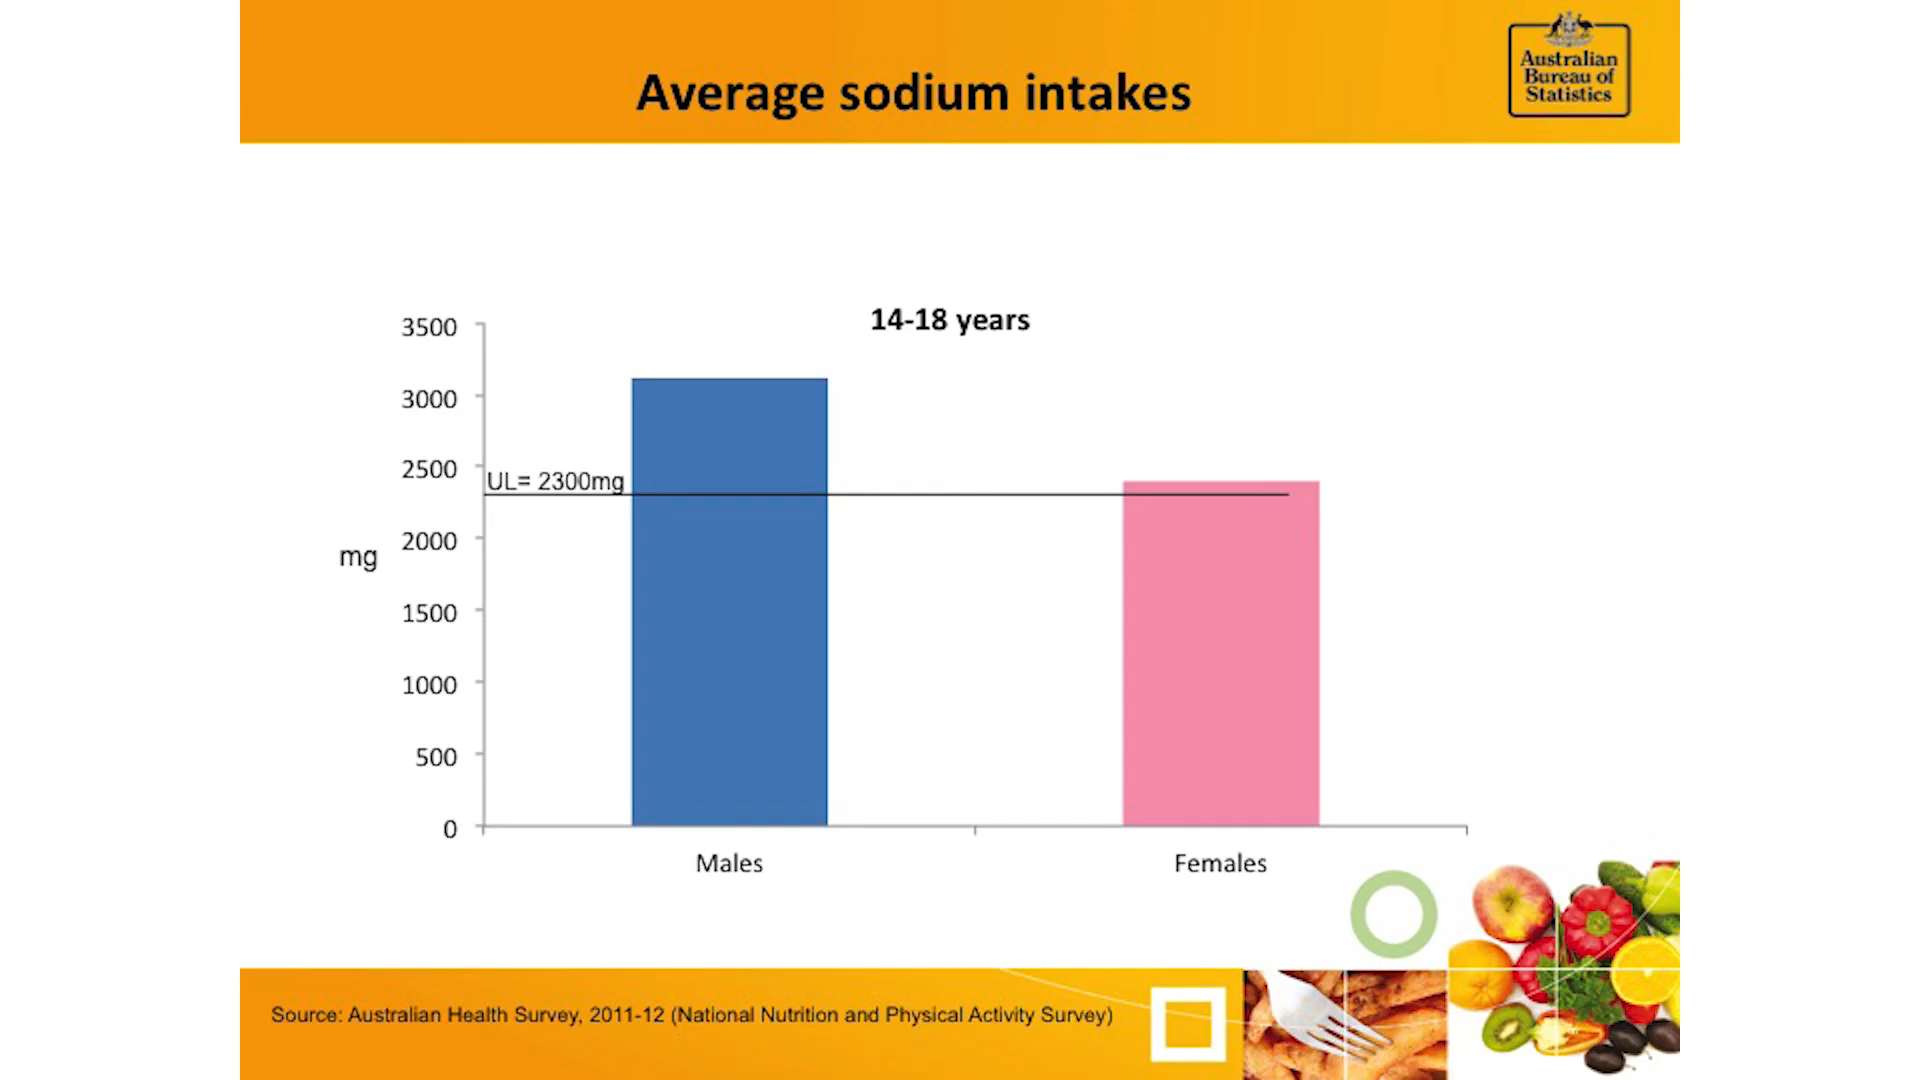 Average sodium intakes
Australian
Bureau of
Statistics
14-18 years
3500
3000
2500
UL= 2300mg
2000
mg
1500
1000
500
0
Males
Females
Source: Australian Health Survey, 2011-12 (National Nutrition and Physical Activity Survey)